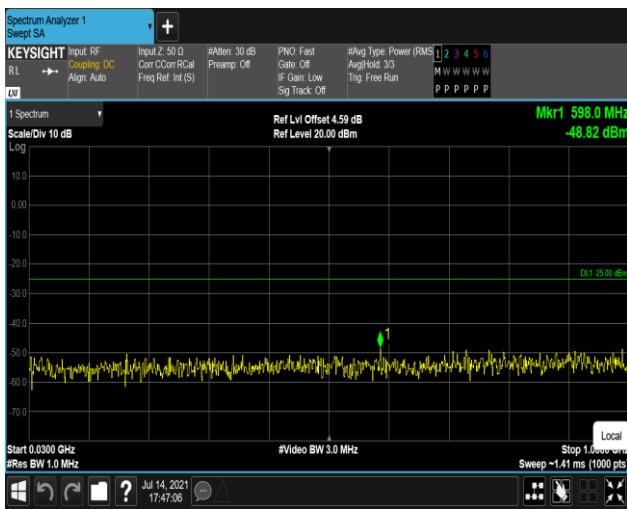 Spectrum Analyzer 1
Swept SA
KEYSIGHT
RL
LXI
Input: RF
Coupling: DC
Align: Auto
Input Z: 50 Ω
Corr CCorr RCal
Freq Ref: Int (S)
#Atten: 30 dB
Preamp: Off
PNO: Fast
Gate: Off
IF Gain: Low
Sig Track: Off
#Avg Type: Power (RMS
Avg|Hold: 3/3
Trig: Free Run
1 2 3 4 5 6
M W W W W W
P P P P P P
1 Spectrum
Scale/Div 10 dB
Log
Ref Lvl Offset 4.59 dB
Ref Level 20.00 dBm
Mkr1 598.0 MHz
-48.82 dBm
10.0
0.00
-10.0
-20.0
DL1 -25.00 dBm
-30.0
-40.0
1
-50.0
-60.0
-70.0
Local
Start 0.0300 GHz
#Res BW 1.0 MHz
#Video BW 3.0 MHz
Stop 1.0000 GHz
Sweep ~1.41 ms (1000 pts
?
Jul 14, 2021
17:47:06